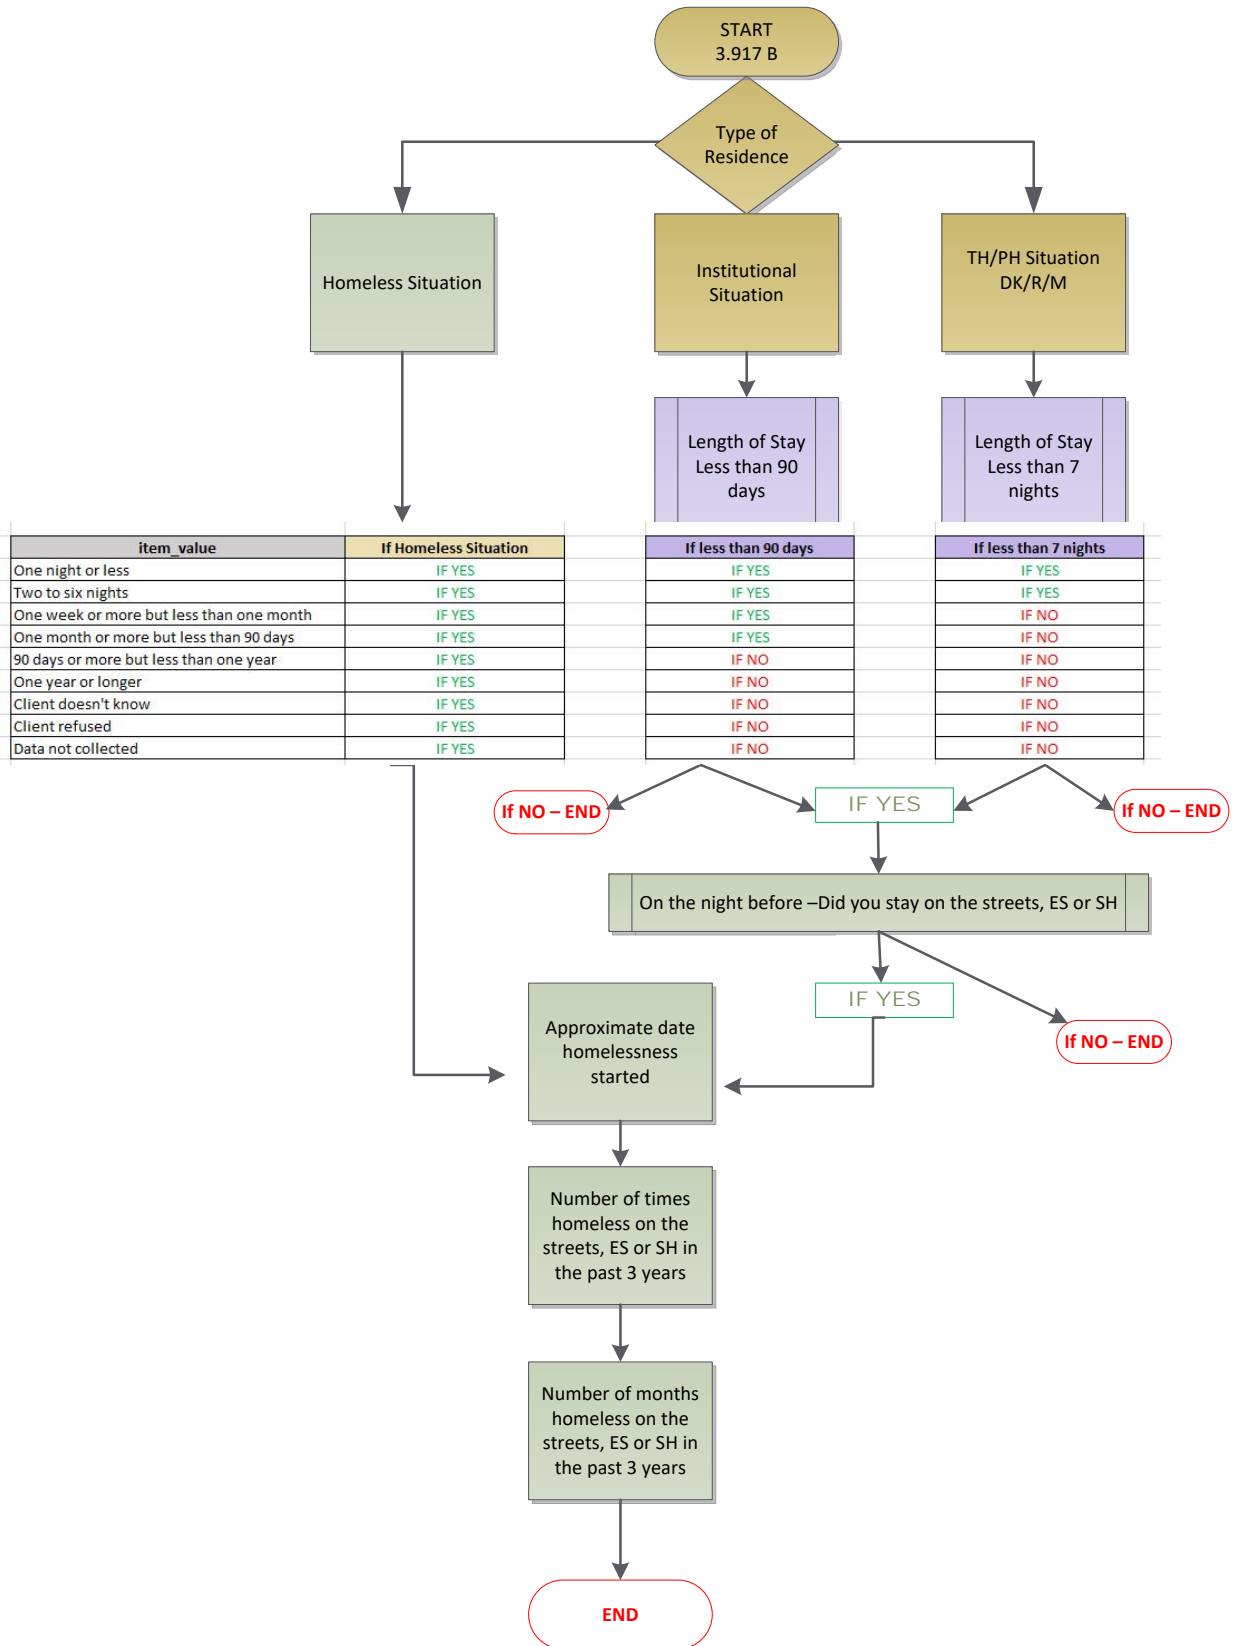 START
3.917 B
Type of
Residence
Homeless Situation
Institutional
Situation
TH/PH Situation
DK/R/M
Length of Stay
Less than 90
days
Length of Stay
Less than 7
nights
item_value If Homeless Situation If less than 90 days If less than 7 nights
One night or less IF YES IF YES IF YES
Two to six nights IF YES IF YES IF YES
One week or more but less than one month IF YES IF YES IF NO
One month or more but less than 90 days IF YES IF YES IF NO
90 days or more but less than one year IF YES IF NO IF NO
One year or longer IF YES IF NO IF NO
Client doesn't know IF YES IF NO IF NO
Client refused IF YES IF NO IF NO
Data not collected IF YES IF NO IF NO
If NO – END
IF YES
If NO – END
On the night before –Did you stay on the streets, ES or SH
IF YES
If NO – END
Approximate date
homelessness
started
Number of times
homeless on the
streets, ES or SH in
the past 3 years
Number of months
homeless on the
streets, ES or SH in
the past 3 years
END